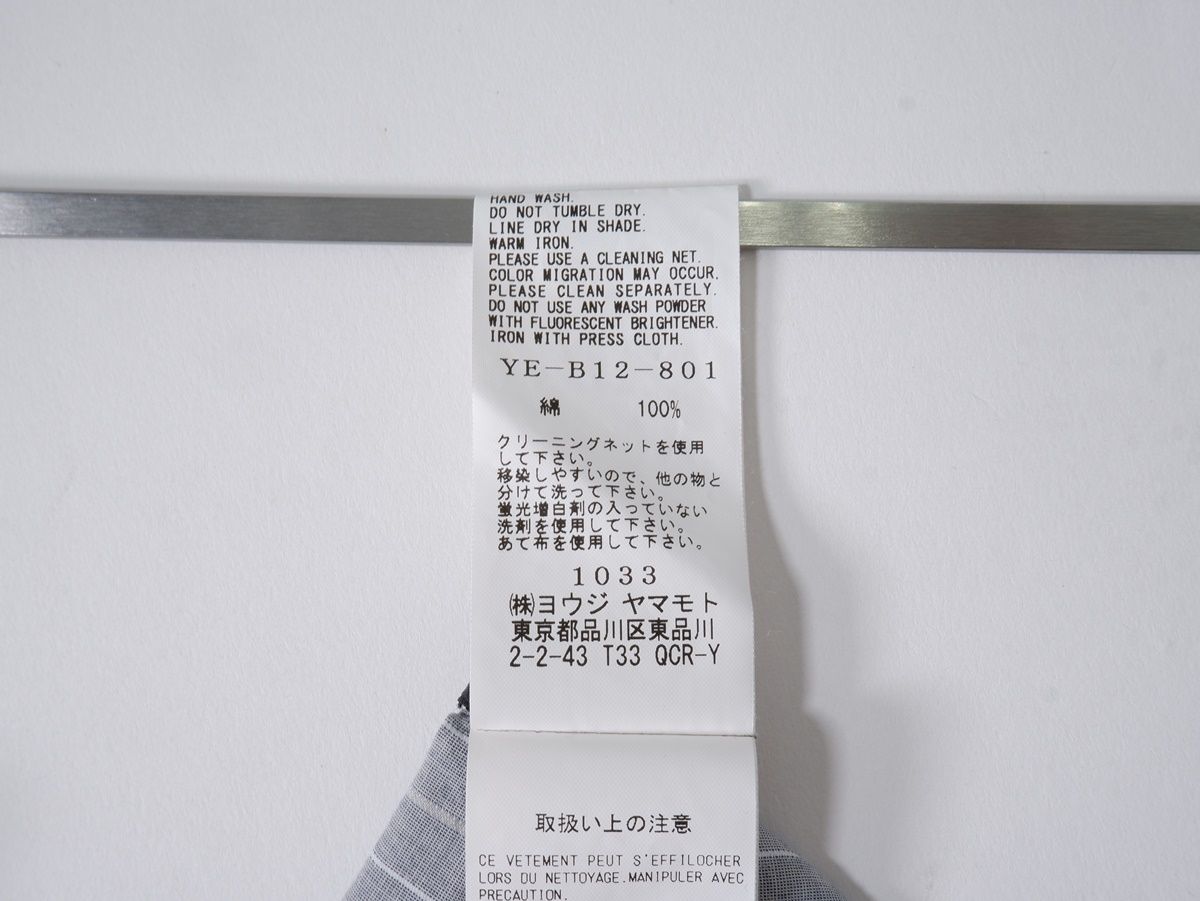 HAND WASH.
DO NOT TUMBLE DRY.
LINE DRY IN SHADE.
WARM IRON.
PLEASE USE A CLEANING NET.
COLOR MIGRATION MAY OCCUR.
PLEASE CLEAN SEPARATELY.
DO NOT USE ANY WASH POWDER
WITH FLUORESCENT BRIGHTENER.
IRON WITH PRESS CLOTH.
YE-B12-801
綿 100%
クリーニングネットを使用
して下さい。
移染しやすいので、他の物と
分けて洗って下さい。
蛍光増白剤の入っていない
洗剤を使用して下さい。
あて布を使用して下さい。
1033
㈱ヨウジ ヤマモト
東京都品川区東品川
2-2-43 T33 QCR-Y
取扱い上の注意
CE VETEMENT PEUT S'EFFILOCHER
LORS DU NETTOYAGE.MANIPULER AVEC
PRECAUTION.